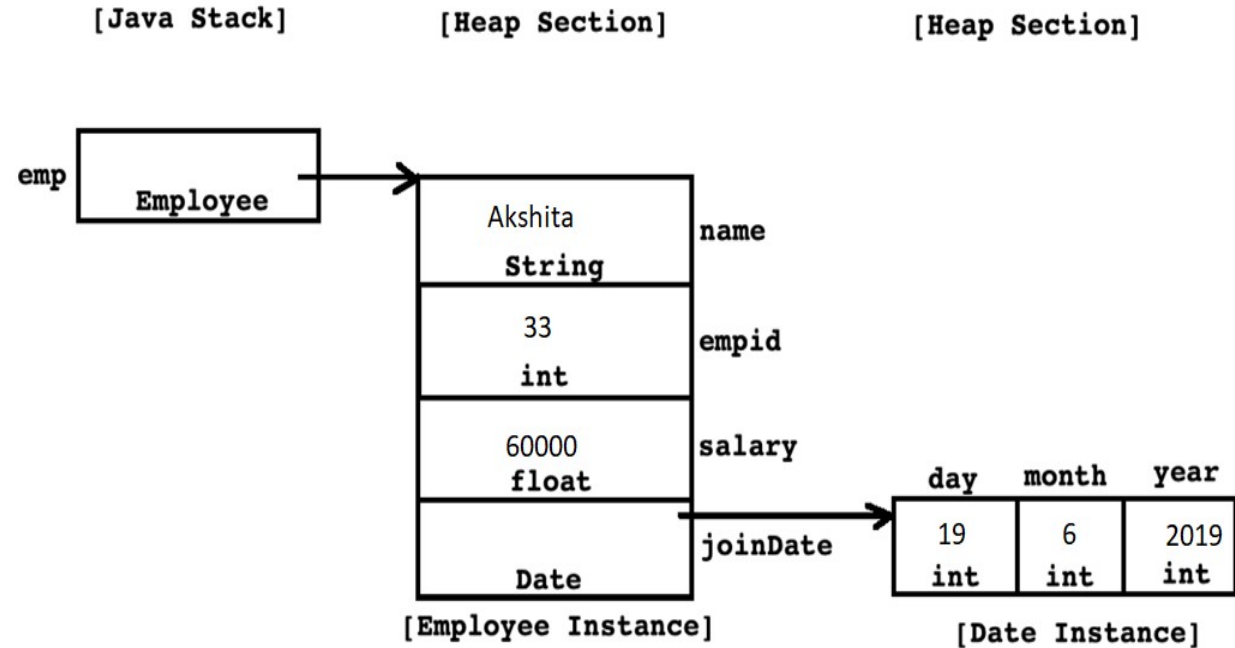 [Java Stack]
[Heap Section]
[Heap Section]
emp
Employee
Akshita
String
name
33
int
empid
60000
float
salary
Date
joinDate
day month year
19 6 2019
int int int
[Employee Instance]
[Date Instance]